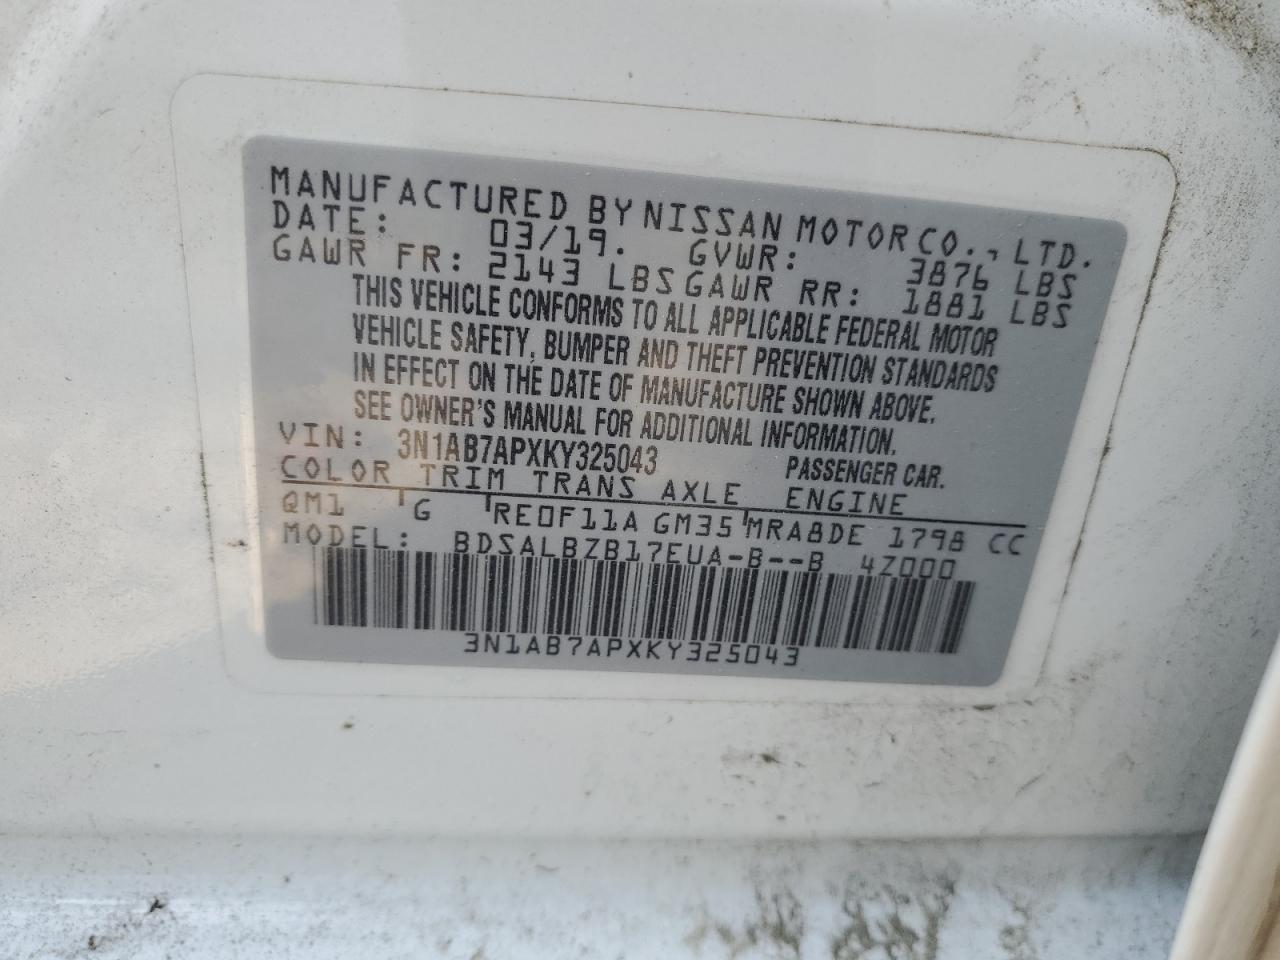 MANUFACTURED BY NISSAN MOTOR CO., LTD.
DATE: 03/19. GVWR: 3876 LBS
GAWR FR: 2143 LBS GAWR RR: 1881 LBS
THIS VEHICLE CONFORMS TO ALL APPLICABLE FEDERAL MOTOR
VEHICLE SAFETY, BUMPER AND THEFT PREVENTION STANDARDS
IN EFFECT ON THE DATE OF MANUFACTURE SHOWN ABOVE.
SEE OWNER'S MANUAL FOR ADDITIONAL INFORMATION.
VIN: 3N1AB7APXKY325043 PASSENGER CAR.
COLOR TRIM TRANS AXLE ENGINE
QM1 G RE0F11A GM35 MRA8DE 1798 CC
MODEL: BDSALBZB17EUA-B--B 4Z000
3N1AB7APXKY325043